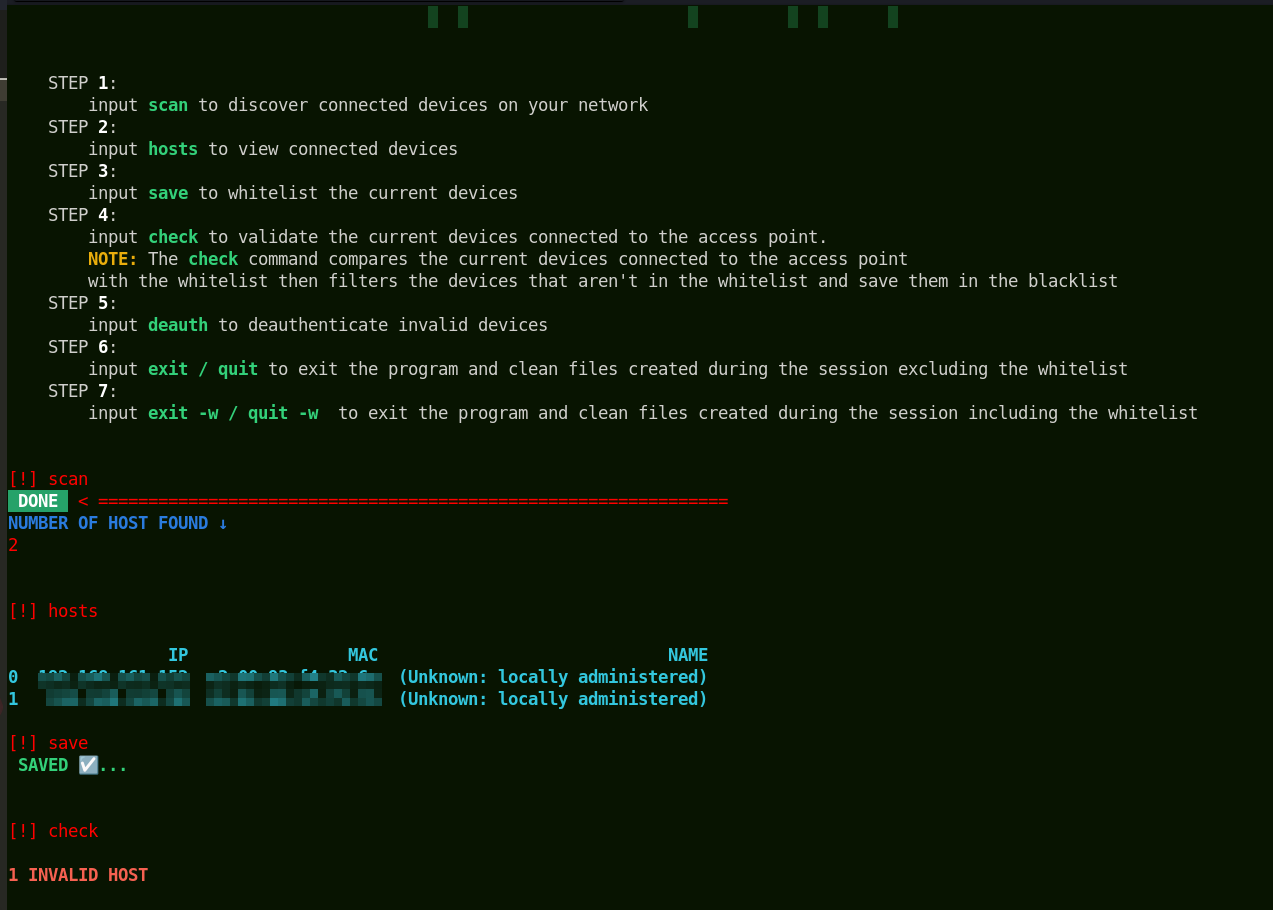 STEP 1:
input scan to discover connected devices on your network
STEP 2:
input hosts to view connected devices
STEP 3:
input save to whitelist the current devices
STEP 4:
input check to validate the current devices connected to the access point.
NOTE: The check command compares the current devices connected to the access point
with the whitelist then filters the devices that aren't in the whitelist and save them in the blacklist
STEP 5:
input deauth to deauthenticate invalid devices
STEP 6:
input exit / quit to exit the program and clean files created during the session excluding the whitelist
STEP 7:
input exit -w / quit -w  to exit the program and clean files created during the session including the whitelist
[!] scan
DONE < ===============================================================
NUMBER OF HOST FOUND ↓
2
[!] hosts
IP MAC NAME
0 (Unknown: locally administered)
1 (Unknown: locally administered)
[!] save
SAVED ☑...
[!] check
1 INVALID HOST